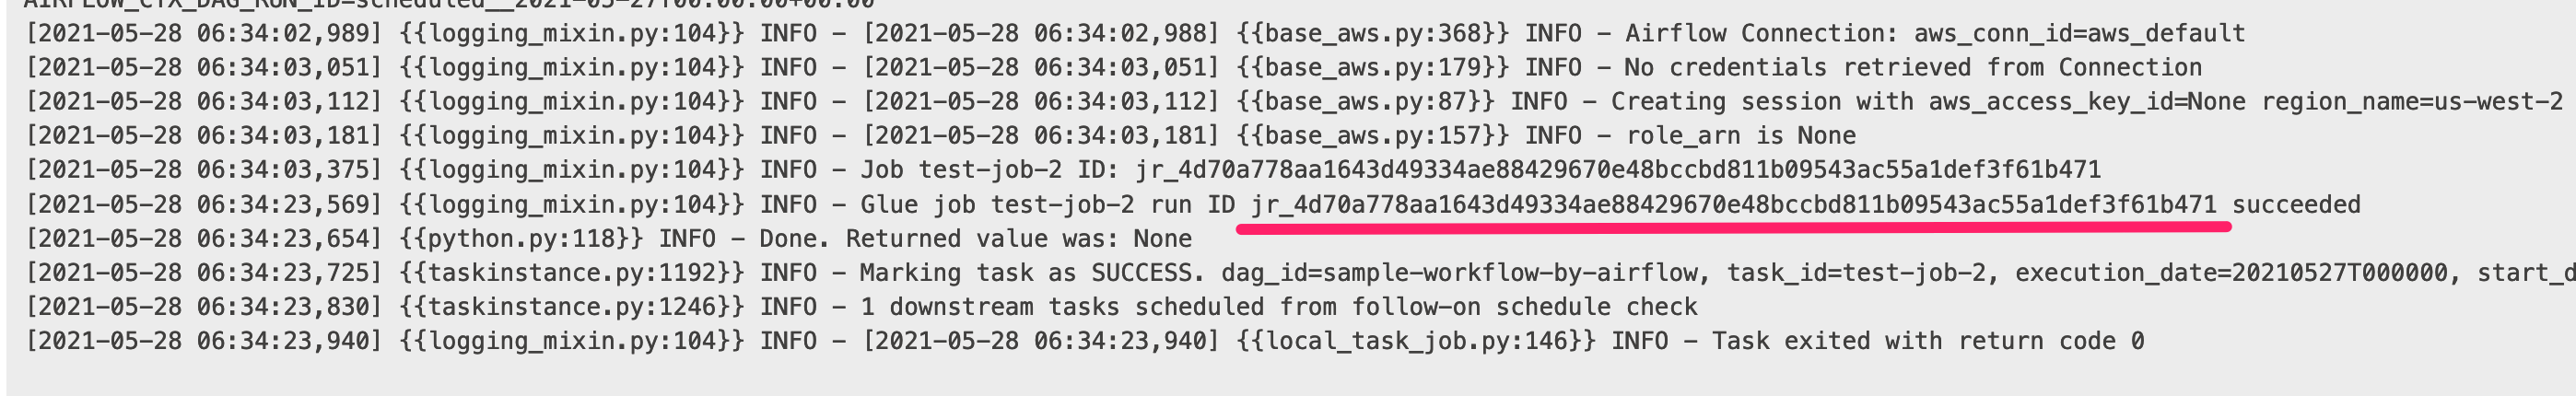 AIRFLOW_CTX_DAG_RUN_ID=scheduled__2021-05-27T00:00:00+00:00
[2021-05-28 06:34:02,989] {{logging_mixin.py:104}} INFO - [2021-05-28 06:34:02,988] {{base_aws.py:368}} INFO - Airflow Connection: aws_conn_id=aws_default
[2021-05-28 06:34:03,051] {{logging_mixin.py:104}} INFO - [2021-05-28 06:34:03,051] {{base_aws.py:179}} INFO - No credentials retrieved from Connection
[2021-05-28 06:34:03,112] {{logging_mixin.py:104}} INFO - [2021-05-28 06:34:03,112] {{base_aws.py:87}} INFO - Creating session with aws_access_key_id=None region_name=us-west-2
[2021-05-28 06:34:03,181] {{logging_mixin.py:104}} INFO - [2021-05-28 06:34:03,181] {{base_aws.py:157}} INFO - role_arn is None
[2021-05-28 06:34:03,375] {{logging_mixin.py:104}} INFO - Job test-job-2 ID: jr_4d70a778aa1643d49334ae88429670e48bccbd811b09543ac55a1def3f61b471
[2021-05-28 06:34:23,569] {{logging_mixin.py:104}} INFO - Glue job test-job-2 run ID jr_4d70a778aa1643d49334ae88429670e48bccbd811b09543ac55a1def3f61b471 succeeded
[2021-05-28 06:34:23,654] {{python.py:118}} INFO - Done. Returned value was: None
[2021-05-28 06:34:23,725] {{taskinstance.py:1192}} INFO - Marking task as SUCCESS. dag_id=sample-workflow-by-airflow, task_id=test-job-2, execution_date=20210527T000000, start_d
[2021-05-28 06:34:23,830] {{taskinstance.py:1246}} INFO - 1 downstream tasks scheduled from follow-on schedule check
[2021-05-28 06:34:23,940] {{logging_mixin.py:104}} INFO - [2021-05-28 06:34:23,940] {{local_task_job.py:146}} INFO - Task exited with return code 0